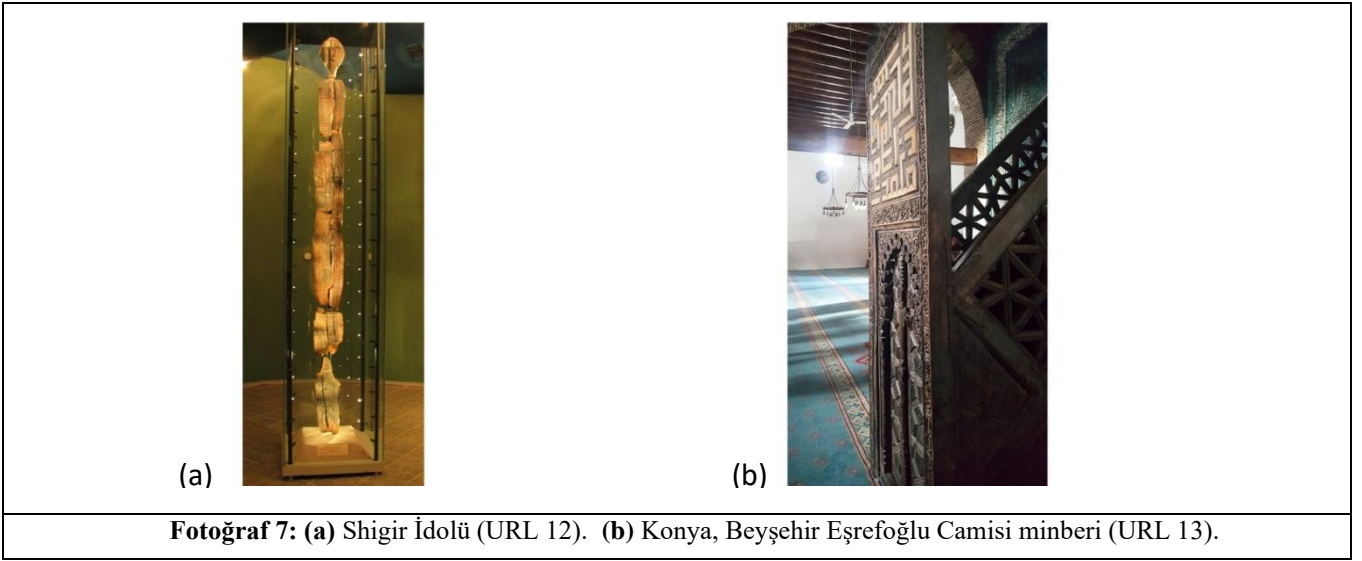 (a)
(b)
Fotoğraf 7: (a) Shigir İdolü (URL 12). (b) Konya, Beyşehir Eşrefoğlu Camisi minberi (URL 13).